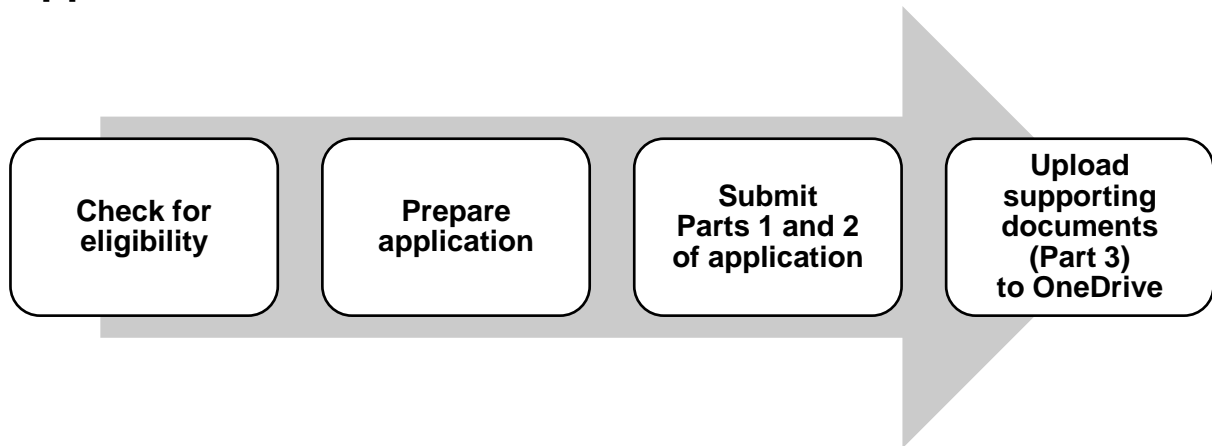 Check for
eligibility
Prepare
application
Submit
Parts 1 and 2
of application
Upload
supporting
documents
(Part 3)
to OneDrive